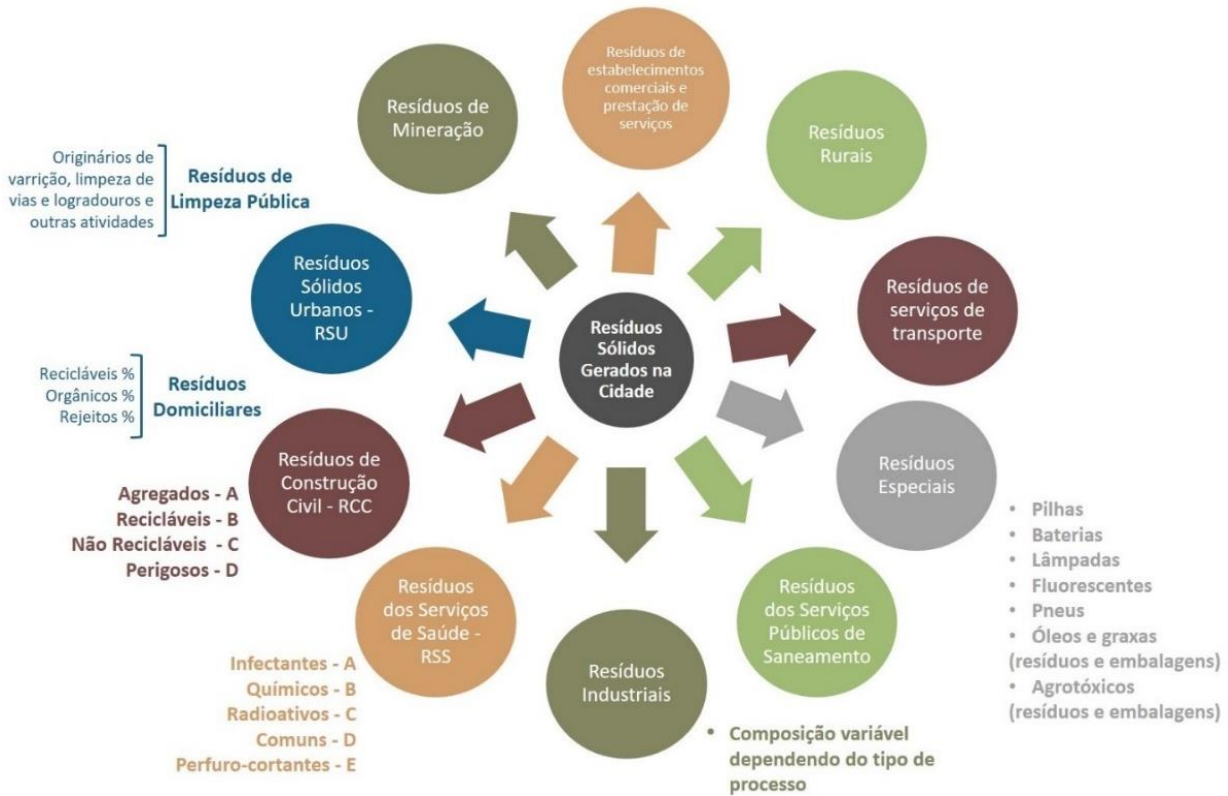 Resíduos de
estabelecimentos
comerciais e
prestação de
serviços
Resíduos de
Mineração
Resíduos
Rurais
Originários de
varrição, limpeza de
vias e logradouros e
outras atividades
Resíduos de
Limpeza Pública
Resíduos
Sólidos
Urbanos -
RSU
Resíduos de
serviços de
transporte
Resíduos
Sólidos
Gerados na
Cidade
Recicláveis %
Orgânicos %
Rejeitos %
Resíduos
Domiciliares
Resíduos de
Construção
Civil - RCC
Resíduos
Especiais
Agregados - A
Recicláveis - B
Não Recicláveis - C
Perigosos - D
• Pilhas
• Baterias
• Lâmpadas
• Fluorescentes
• Pneus
• Óleos e graxas
(resíduos e embalagens)
• Agrotóxicos
(resíduos e embalagens)
Resíduos
dos Serviços
de Saúde -
RSS
Resíduos
dos Serviços
Públicos de
Saneamento
Infectantes - A
Químicos - B
Radioativos - C
Comuns - D
Perfuro-cortantes - E
Resíduos
Industriais
• Composição variável
dependendo do tipo de
processo